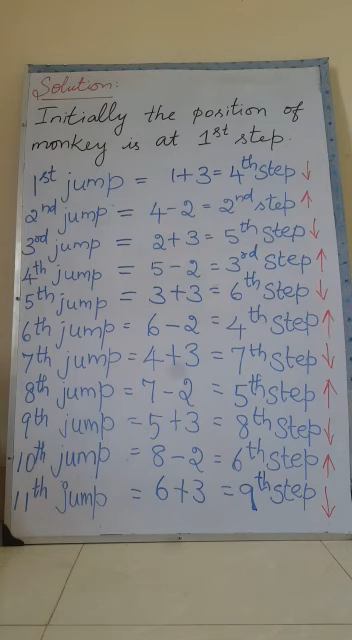 Solution:
Initially the position of
monkey is at 1st step.
1st jump = 1+3 = 4th step ↓
2nd jump = 4-2 = 2nd step ↑
3rd jump = 2+3 = 5th step ↓
4th jump = 5-2 = 3rd step ↑
5th jump = 3+3 = 6th step ↓
6th jump = 6-2 = 4th step ↑
7th jump = 4+3 = 7th step ↓
8th jump = 7-2 = 5th step ↑
9th jump = 5+3 = 8th step ↓
10th jump = 8-2 = 6th step ↑
11th jump = 6+3 = 9th step ↓